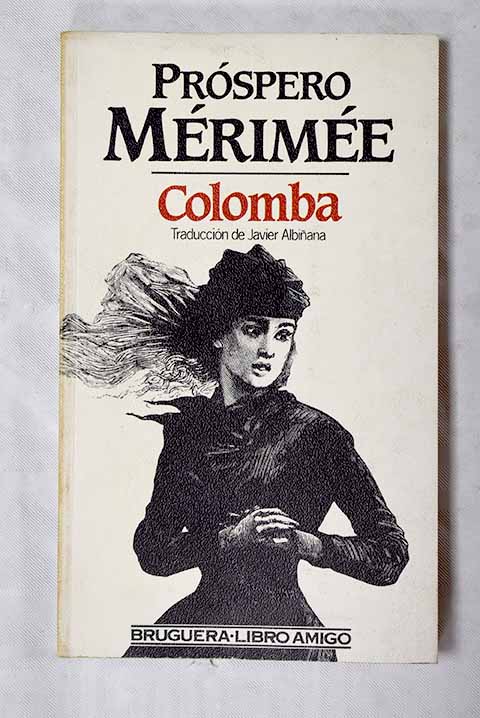 PRÓSPERO
MÉRIMÉE
Colomba
Traducción de Javier Albiñana
BRUGUERA·LIBRO AMIGO